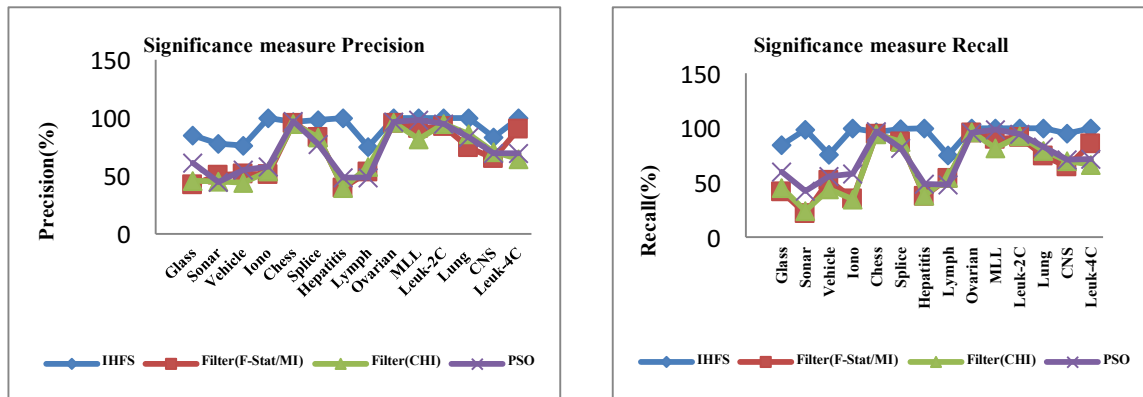 Significance measure Precision
150
100
50
0
Precision(%)
Glass
Sonar
Vehicle
Iono
Chess
Splice
Hepatitis
Lymph
Ovarian
MLL
Leuk-2C
Lung
CNS
Leuk-4C
IHFS Filter(F-Stat/MI) Filter(CHI) PSO
Significance measure Recall
150
100
50
0
Recall(%)
Glass
Sonar
Vehicle
Iono
Chess
Splice
Hepatitis
Lymph
Ovarian
MLL
Leuk-2C
Lung
CNS
Leuk-4C
IHFS Filter(F-Stat/MI) Filter(CHI) PSO